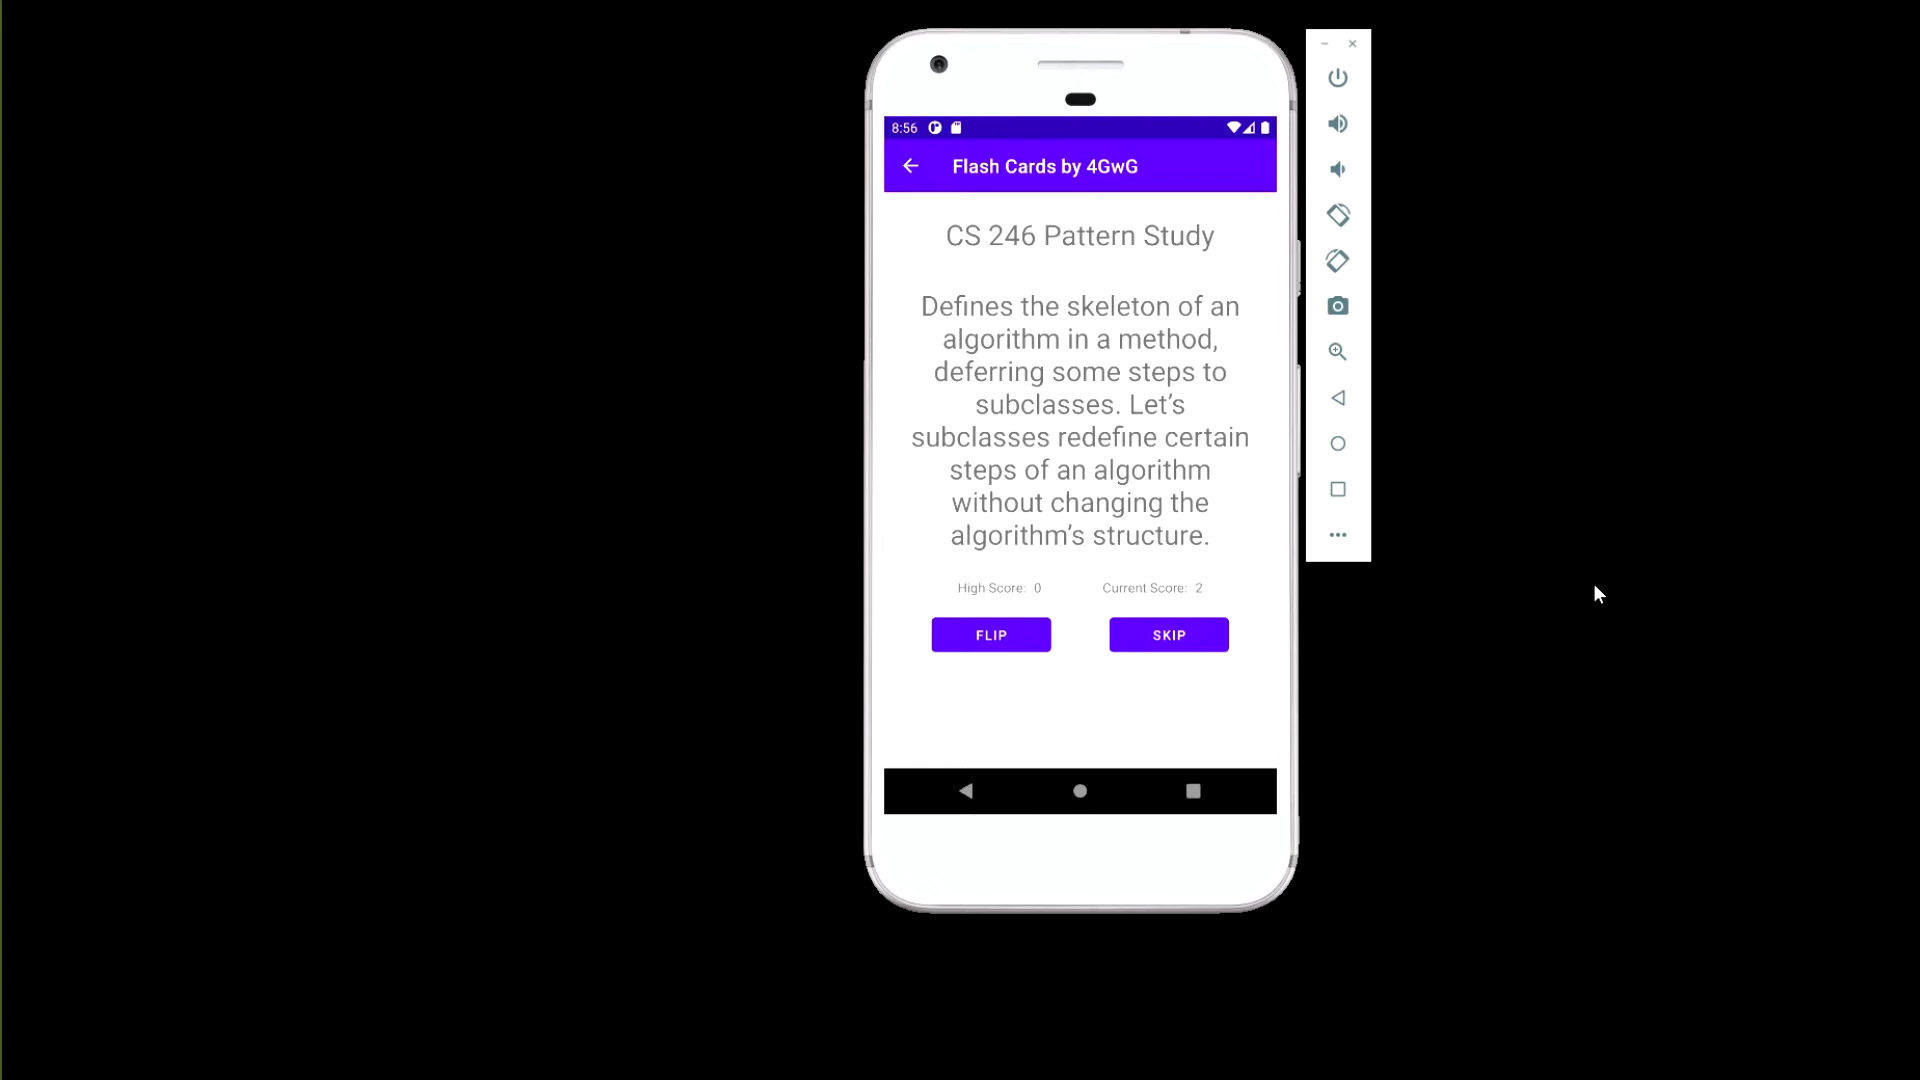 8:56
Flash Cards by 4GwG
CS 246 Pattern Study
Defines the skeleton of an
algorithm in a method,
deferring some steps to
subclasses. Let’s
subclasses redefine certain
steps of an algorithm
without changing the
algorithm’s structure.
High Score: 0 Current Score: 2
FLIP SKIP